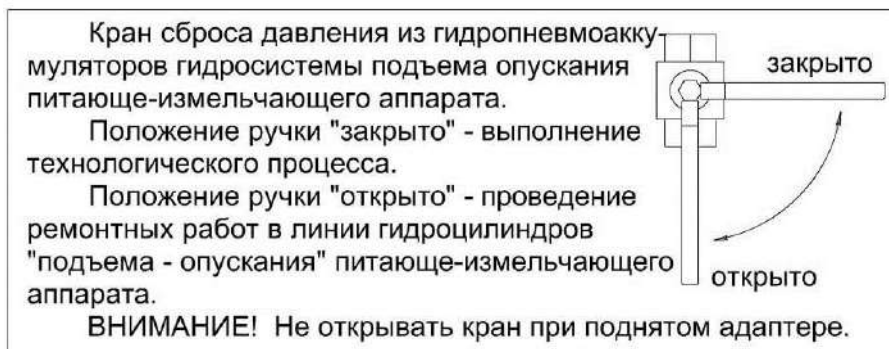 Кран сброса давления из гидропневмоакку-
муляторов гидросистемы подъема опускания
питающе-измельчающего аппарата.
Положение ручки "закрыто" - выполнение
технологического процесса.
Положение ручки "открыто" - проведение
ремонтных работ в линии гидроцилиндров
"подъема - опускания" питающе-измельчающего
аппарата.
ВНИМАНИЕ! Не открывать кран при поднятом адаптере.
закрыто
открыто